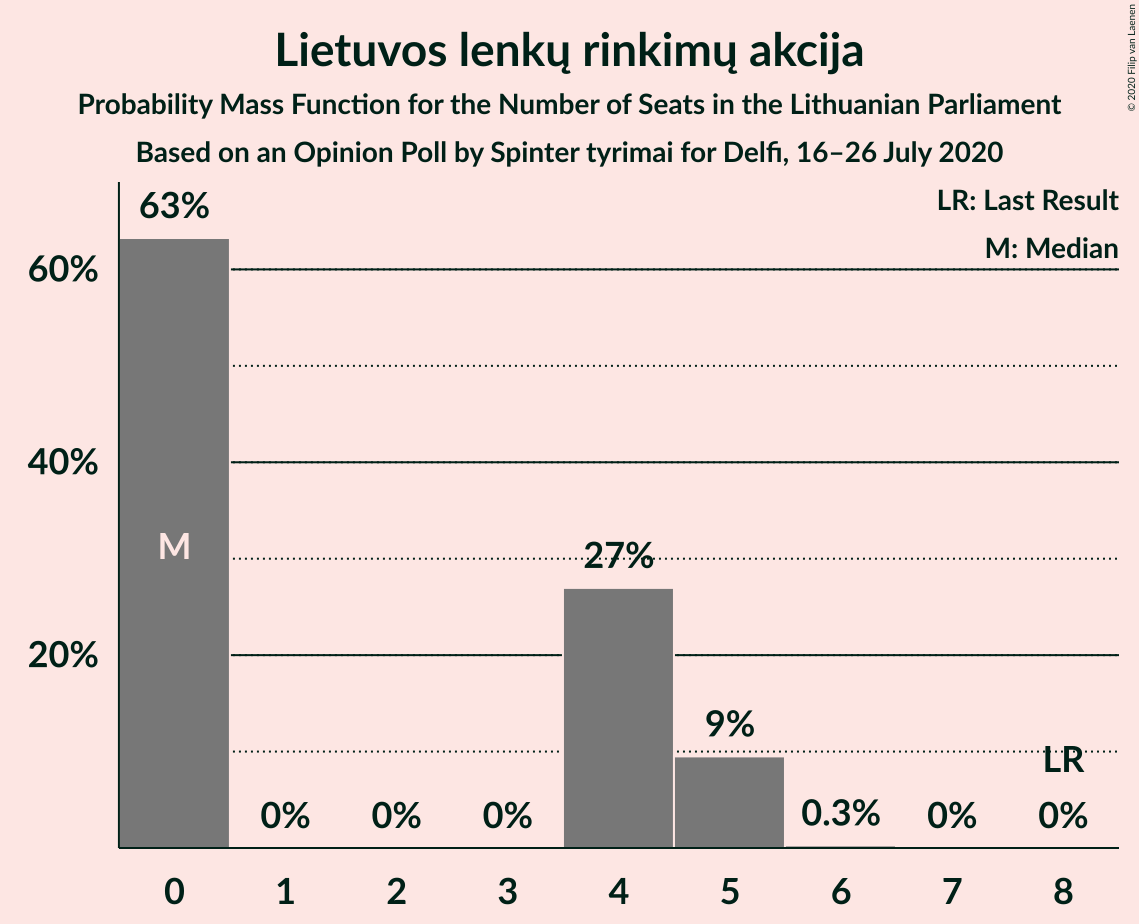 Lietuvos lenkų rinkimų akcija
Probability Mass Function for the Number of Seats in the Lithuanian Parliament
Based on an Opinion Poll by Spinter tyrimai for Delfi, 16–26 July 2020
© 2020 Filip van Laenen
LR: Last Result
M: Median
63%
60%
40%
M
27%
20%
9%
LR
0% 0% 0% 0.3% 0% 0%
0 1 2 3 4 5 6 7 8